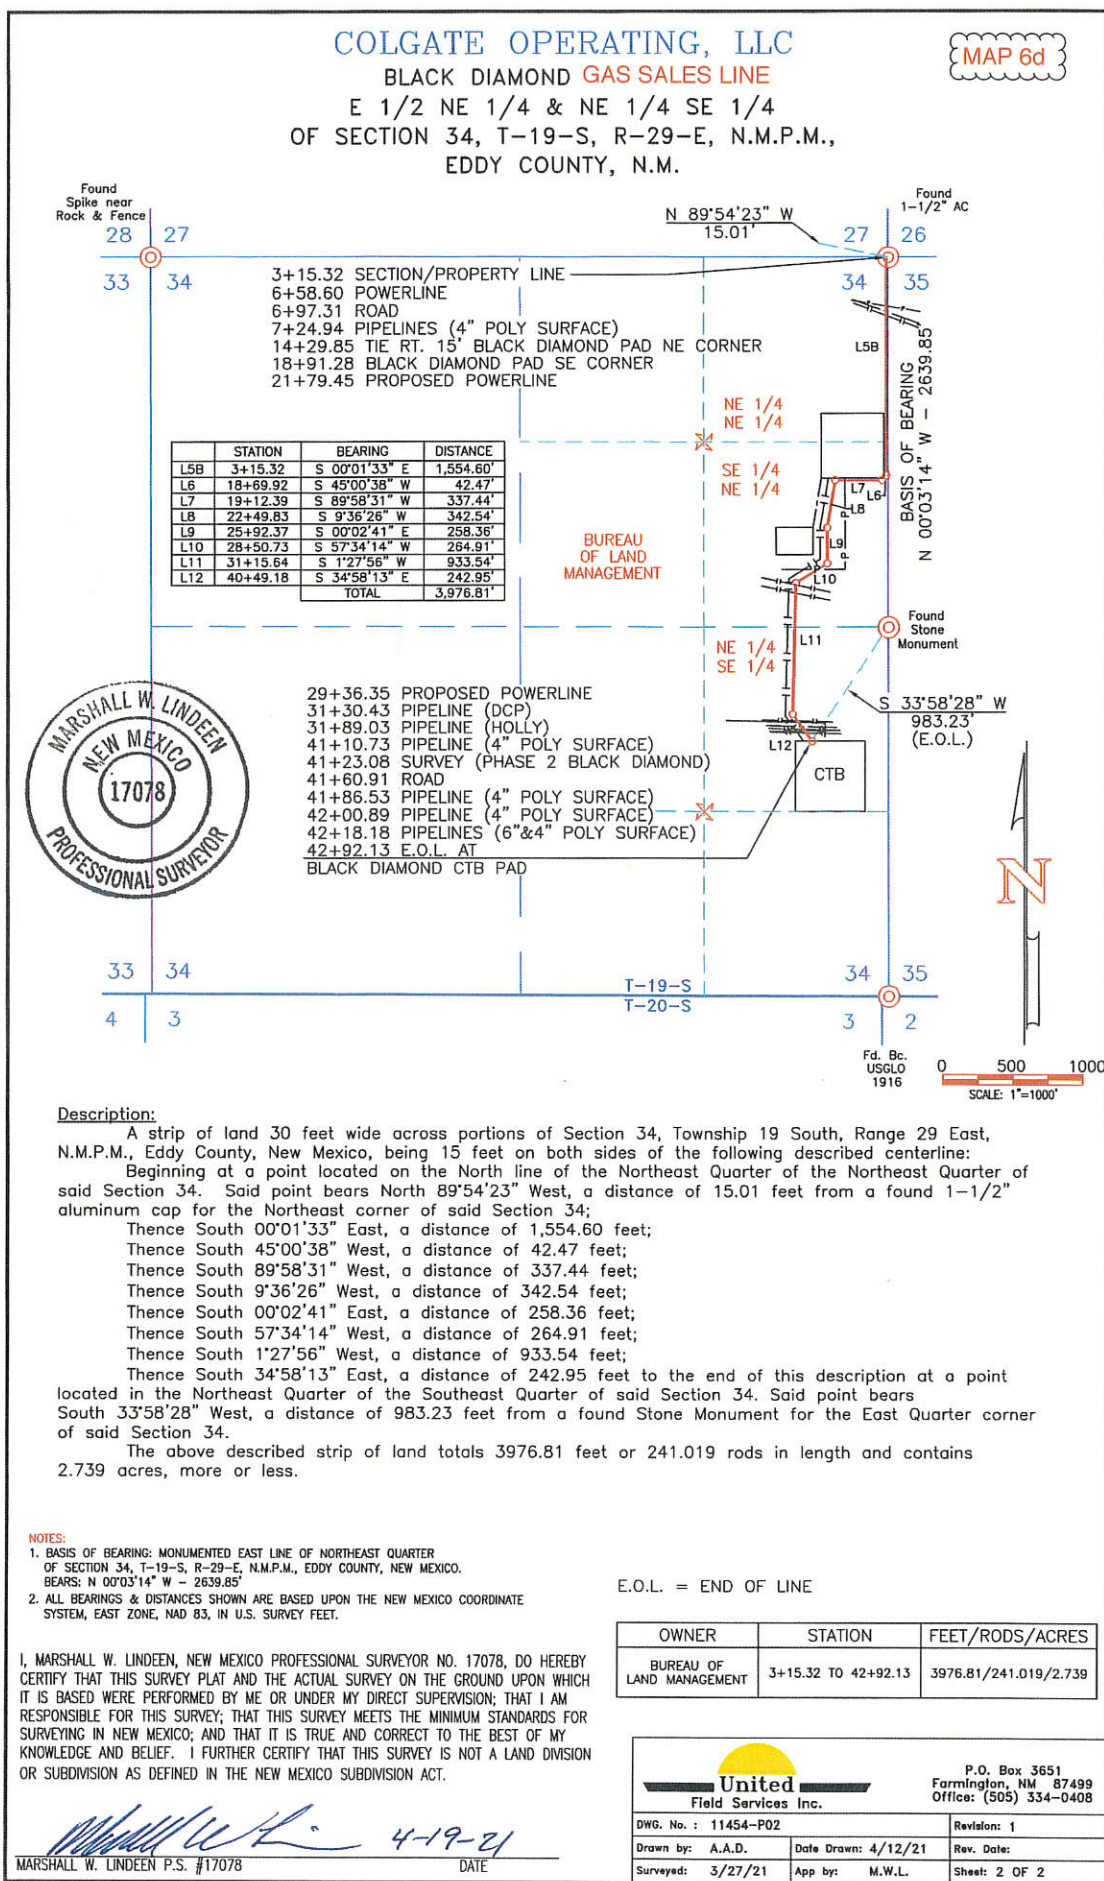 COLGATE OPERATING, LLC
MAP 6d
BLACK DIAMOND GAS SALES LINE
E 1/2 NE 1/4 & NE 1/4 SE 1/4
OF SECTION 34, T-19-S, R-29-E, N.M.P.M.,
EDDY COUNTY, N.M.
Found
Spike near
Rock & Fence
Found
1-1/2" AC
N 89°54'23" W
15.01'
28 27
27 26
33 34
34 35
3+15.32 SECTION/PROPERTY LINE
6+58.60 POWERLINE
6+97.31 ROAD
7+24.94 PIPELINES (4" POLY SURFACE)
14+29.85 TIE RT. 15' BLACK DIAMOND PAD NE CORNER
18+91.28 BLACK DIAMOND PAD SE CORNER
21+79.45 PROPOSED POWERLINE
L5B
BASIS OF BEARING
N 00°03'14" W - 2639.85'
NE 1/4
NE 1/4
SE 1/4
NE 1/4
STATION BEARING DISTANCE
L5B 3+15.32 S 00°01'33" E 1,554.60'
L6 18+69.92 S 45°00'38" W 42.47'
L7 19+12.39 S 89°58'31" W 337.44'
L8 22+49.83 S 9°36'26" W 342.54'
L9 25+92.37 S 00°02'41" E 258.36'
L10 28+50.73 S 57°34'14" W 264.91'
L11 31+15.64 S 1°27'56" W 933.54'
L12 40+49.18 S 34°58'13" E 242.95'
TOTAL 3,976.81'
L7 L6
L8
P
L9
P
L10
BUREAU
OF LAND
MANAGEMENT
Found
Stone
Monument
L11
NE 1/4
SE 1/4
S 33°58'28" W
983.23'
(E.O.L.)
L12
CTB
MARSHALL W. LINDEEN
NEW MEXICO
17078
PROFESSIONAL SURVEYOR
29+36.35 PROPOSED POWERLINE
31+30.43 PIPELINE (DCP)
31+89.03 PIPELINE (HOLLY)
41+10.73 PIPELINE (4" POLY SURFACE)
41+23.08 SURVEY (PHASE 2 BLACK DIAMOND)
41+60.91 ROAD
41+86.53 PIPELINE (4" POLY SURFACE)
42+00.89 PIPELINE (4" POLY SURFACE)
42+18.18 PIPELINES (6"&4" POLY SURFACE)
42+92.13 E.O.L. AT
BLACK DIAMOND CTB PAD
N
33 34
34 35
T-19-S
T-20-S
4 3
3 2
Fd. Bc.
USGLO
1916
0 500 1000
SCALE: 1"=1000'
Description:
A strip of land 30 feet wide across portions of Section 34, Township 19 South, Range 29 East,
N.M.P.M., Eddy County, New Mexico, being 15 feet on both sides of the following described centerline:
Beginning at a point located on the North line of the Northeast Quarter of the Northeast Quarter of
said Section 34. Said point bears North 89°54'23" West, a distance of 15.01 feet from a found 1-1/2"
aluminum cap for the Northeast corner of said Section 34;
Thence South 00°01'33" East, a distance of 1,554.60 feet;
Thence South 45°00'38" West, a distance of 42.47 feet;
Thence South 89°58'31" West, a distance of 337.44 feet;
Thence South 9°36'26" West, a distance of 342.54 feet;
Thence South 00°02'41" East, a distance of 258.36 feet;
Thence South 57°34'14" West, a distance of 264.91 feet;
Thence South 1°27'56" West, a distance of 933.54 feet;
Thence South 34°58'13" East, a distance of 242.95 feet to the end of this description at a point
located in the Northeast Quarter of the Southeast Quarter of said Section 34. Said point bears
South 33°58'28" West, a distance of 983.23 feet from a found Stone Monument for the East Quarter corner
of said Section 34.
The above described strip of land totals 3976.81 feet or 241.019 rods in length and contains
2.739 acres, more or less.
NOTES:
1. BASIS OF BEARING: MONUMENTED EAST LINE OF NORTHEAST QUARTER
OF SECTION 34, T-19-S, R-29-E, N.M.P.M., EDDY COUNTY, NEW MEXICO.
BEARS: N 00°03'14" W - 2639.85'
2. ALL BEARINGS & DISTANCES SHOWN ARE BASED UPON THE NEW MEXICO COORDINATE
SYSTEM, EAST ZONE, NAD 83, IN U.S. SURVEY FEET.
E.O.L. = END OF LINE
OWNER STATION FEET/RODS/ACRES
BUREAU OF
LAND MANAGEMENT 3+15.32 TO 42+92.13 3976.81/241.019/2.739
I, MARSHALL W. LINDEEN, NEW MEXICO PROFESSIONAL SURVEYOR NO. 17078, DO HEREBY
CERTIFY THAT THIS SURVEY PLAT AND THE ACTUAL SURVEY ON THE GROUND UPON WHICH
IT IS BASED WERE PERFORMED BY ME OR UNDER MY DIRECT SUPERVISION; THAT I AM
RESPONSIBLE FOR THIS SURVEY; THAT THIS SURVEY MEETS THE MINIMUM STANDARDS FOR
SURVEYING IN NEW MEXICO; AND THAT IT IS TRUE AND CORRECT TO THE BEST OF MY
KNOWLEDGE AND BELIEF. I FURTHER CERTIFY THAT THIS SURVEY IS NOT A LAND DIVISION
OR SUBDIVISION AS DEFINED IN THE NEW MEXICO SUBDIVISION ACT.
4-19-21
MARSHALL W. LINDEEN P.S. #17078 DATE
United
Field Services Inc.
P.O. Box 3651
Farmington, NM 87499
Office: (505) 334-0408
DWG. No. : 11454-P02 Revision: 1
Drawn by: A.A.D. Date Drawn: 4/12/21 Rev. Date:
Surveyed: 3/27/21 App by: M.W.L. Sheet: 2 OF 2